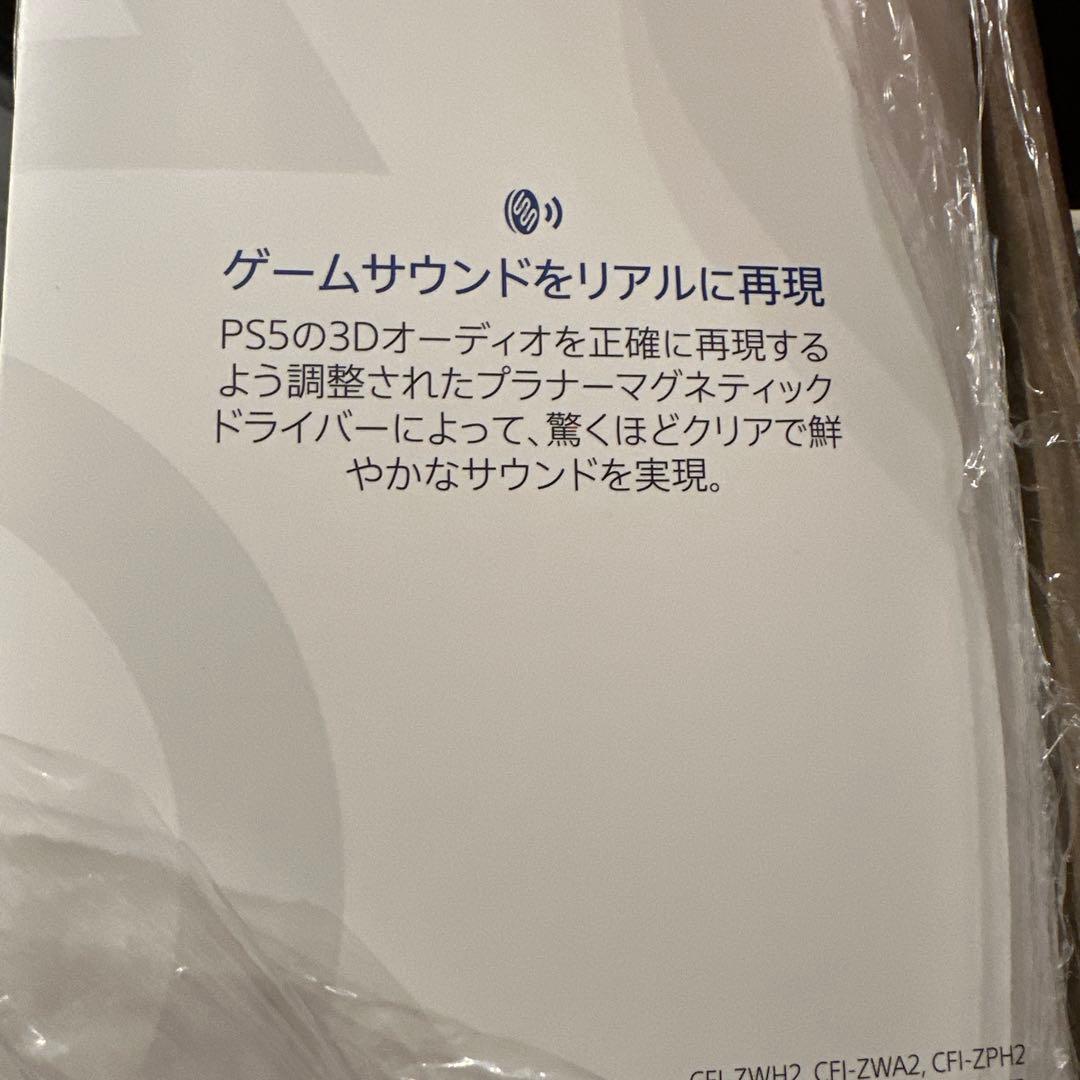 ゲームサウンドをリアルに再現
PS5の3Dオーディオを正確に再現する
よう調整されたプラナーマグネティック
ドライバーによって、驚くほどクリアで鮮
やかなサウンドを実現。
CFI-ZWH2, CFI-ZWA2, CFI-ZPH2